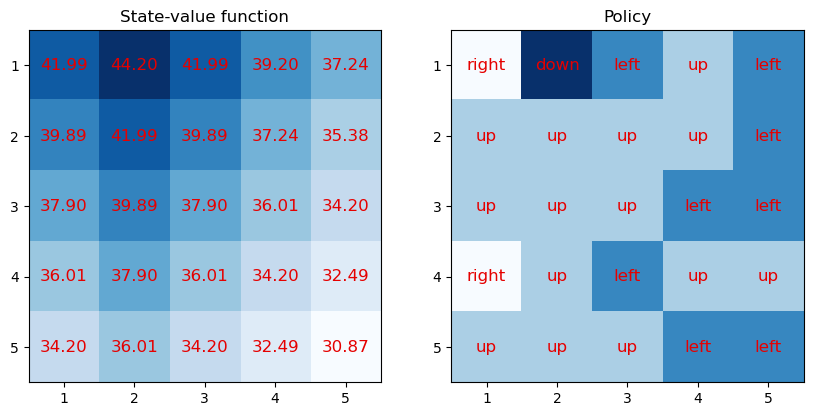 State-value function
1 41.99 44.20 41.99 39.20 37.24
2 39.89 41.99 39.89 37.24 35.38
3 37.90 39.89 37.90 36.01 34.20
4 36.01 37.90 36.01 34.20 32.49
5 34.20 36.01 34.20 32.49 30.87
1 2 3 4 5
Policy
1 right down left up left
2 up up up up left
3 up up up left left
4 right up left up up
5 up up up left left
1 2 3 4 5